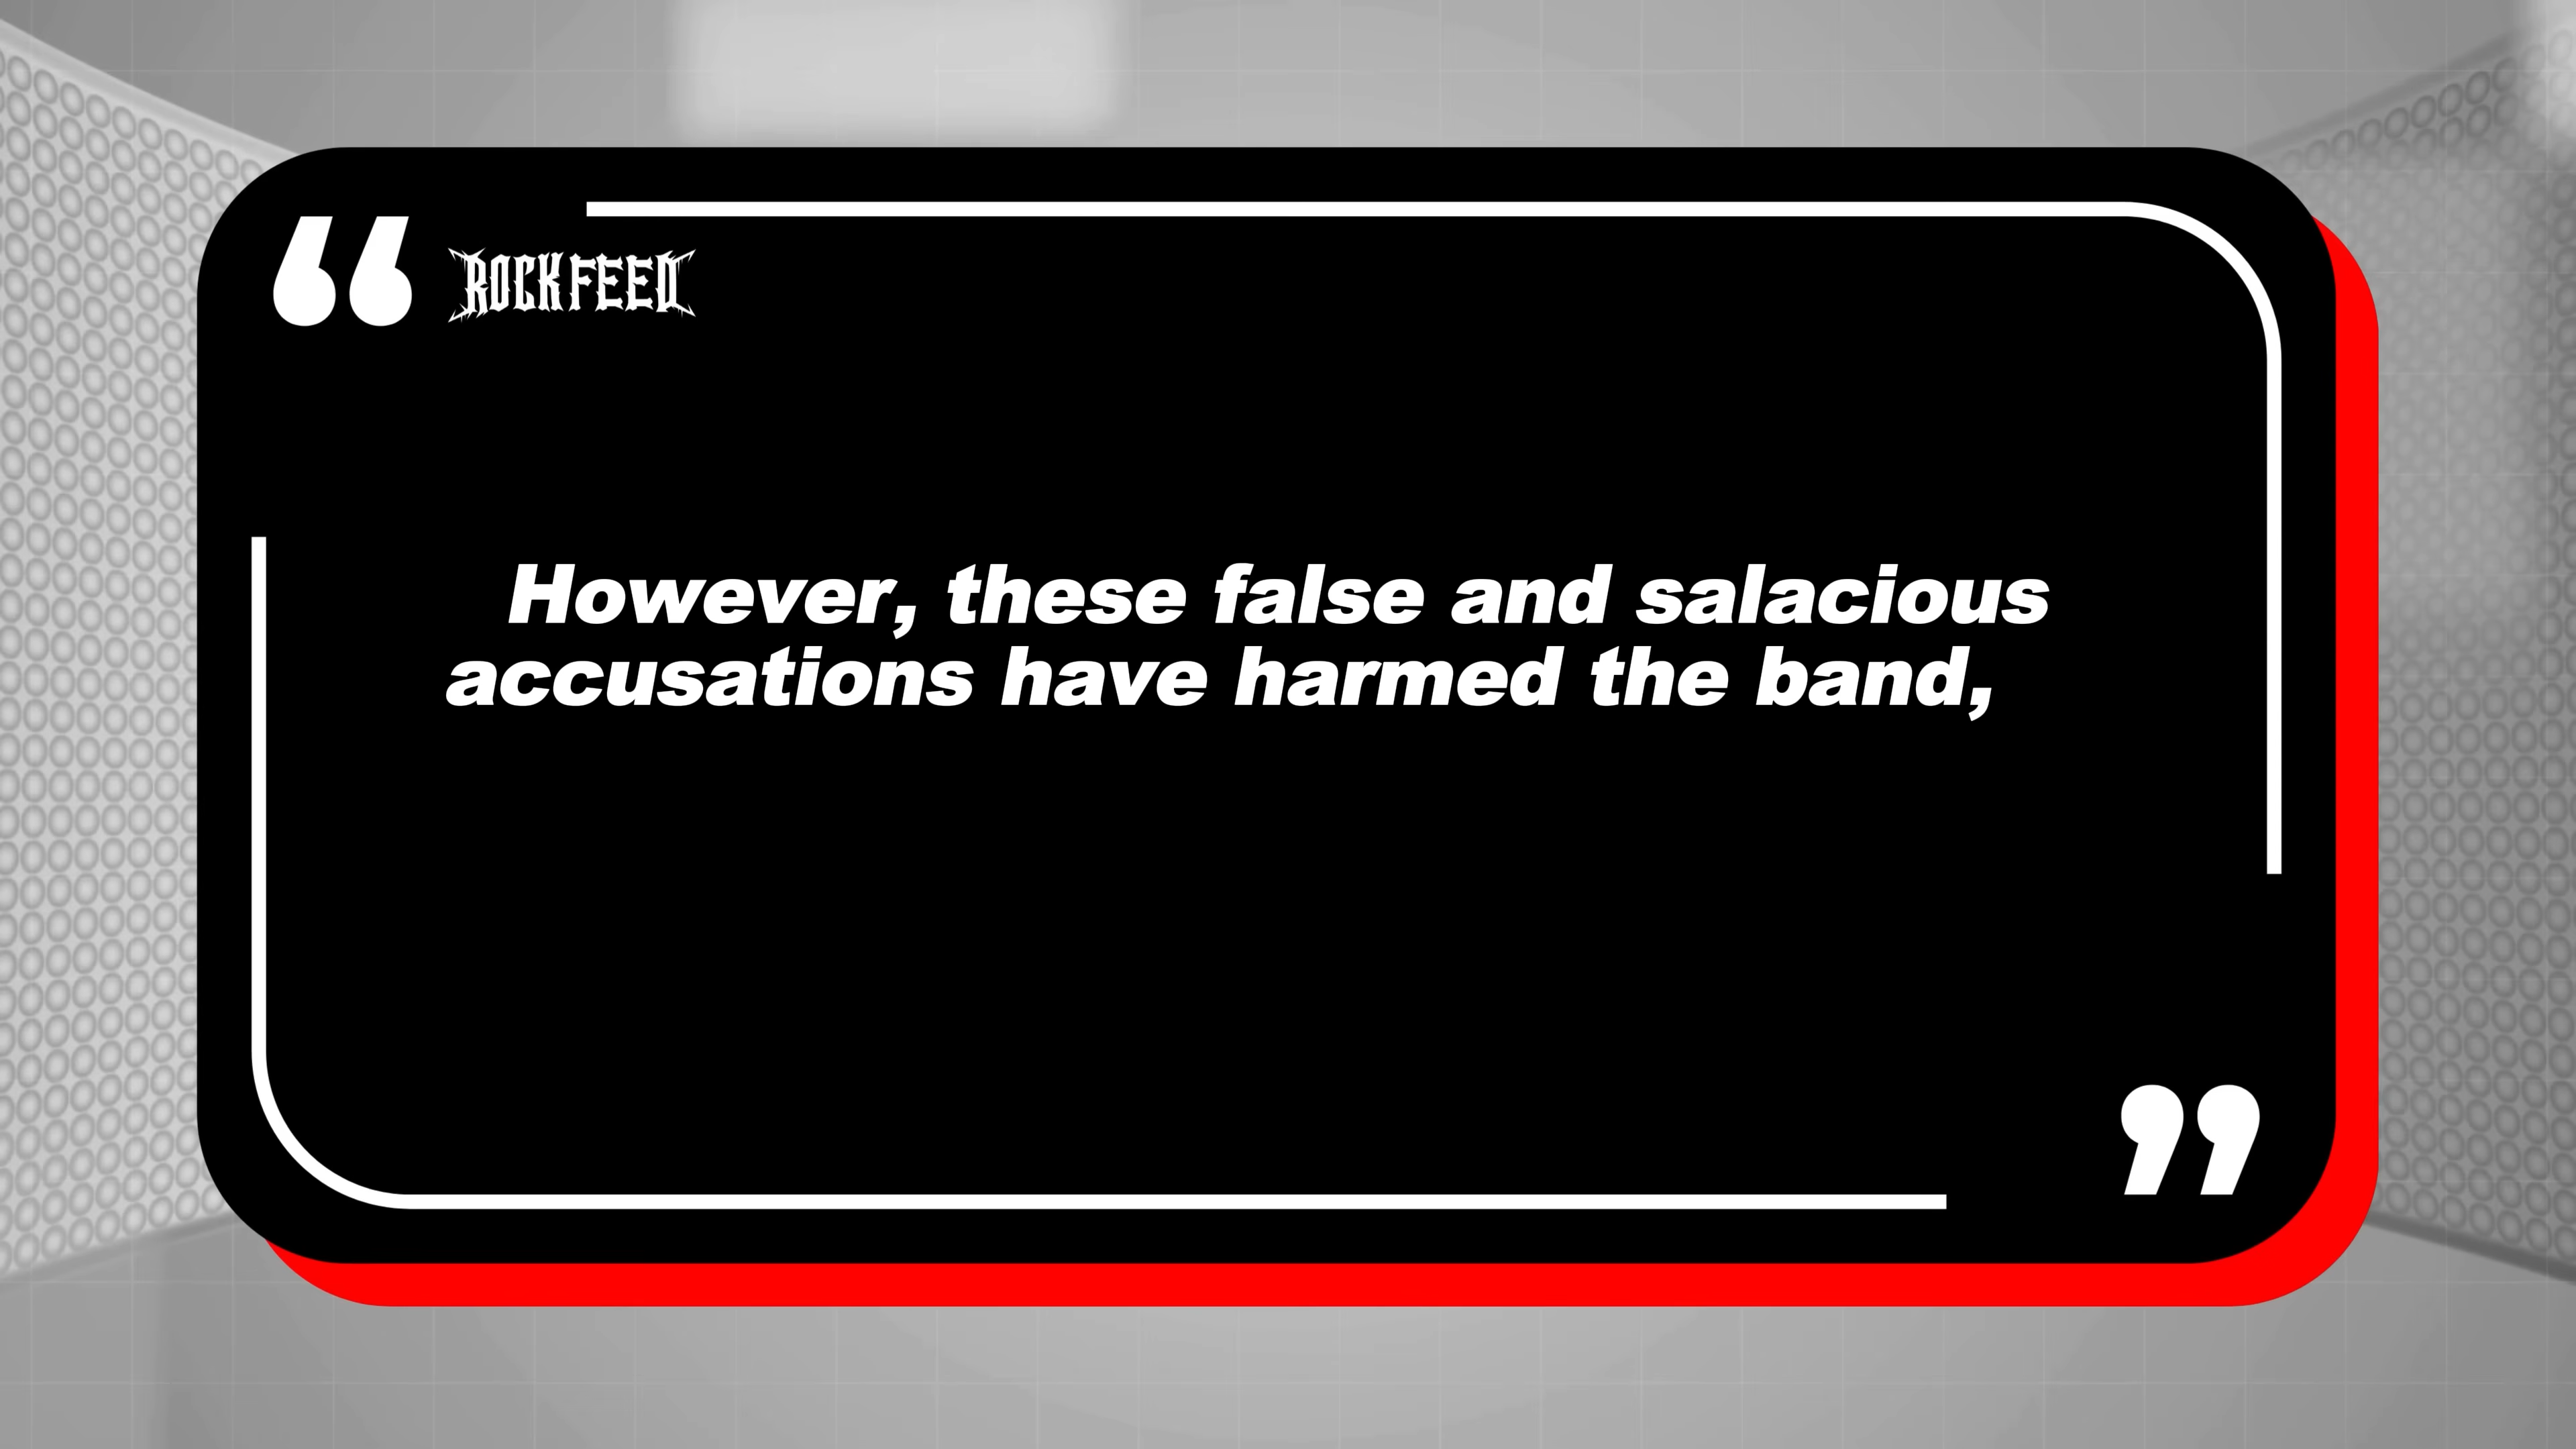 ROCKFEED
However, these false and salacious
accusations have harmed the band,